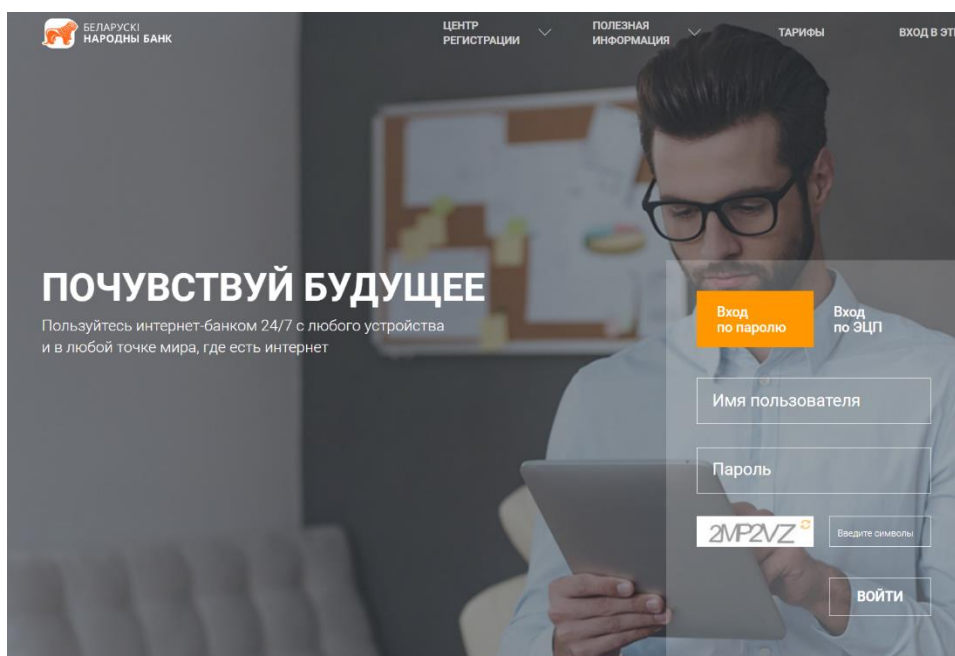 БЕЛАРУСКІ
НАРОДНЫ БАНК
ЦЕНТР
РЕГИСТРАЦИИ
ПОЛЕЗНАЯ
ИНФОРМАЦИЯ
ТАРИФЫ
ВХОД В ЭТ
ПОЧУВСТВУЙ БУДУЩЕЕ
Пользуйтесь интернет-банком 24/7 с любого устройства
и в любой точке мира, где есть интернет
Вход
по паролю
Вход
по ЭЦП
Имя пользователя
Пароль
2MP2VZ
Введите символы
ВОЙТИ